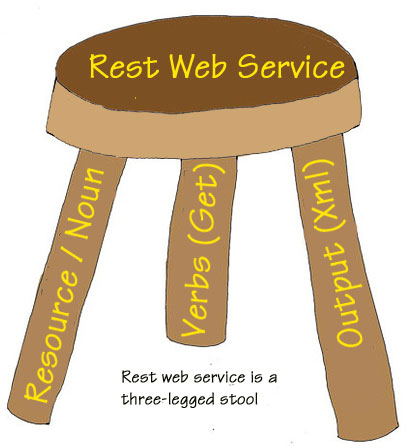 Rest Web Service
Resource / Noun
Verbs (Get)
Output (Xml)
Rest web service is a
three-legged stool